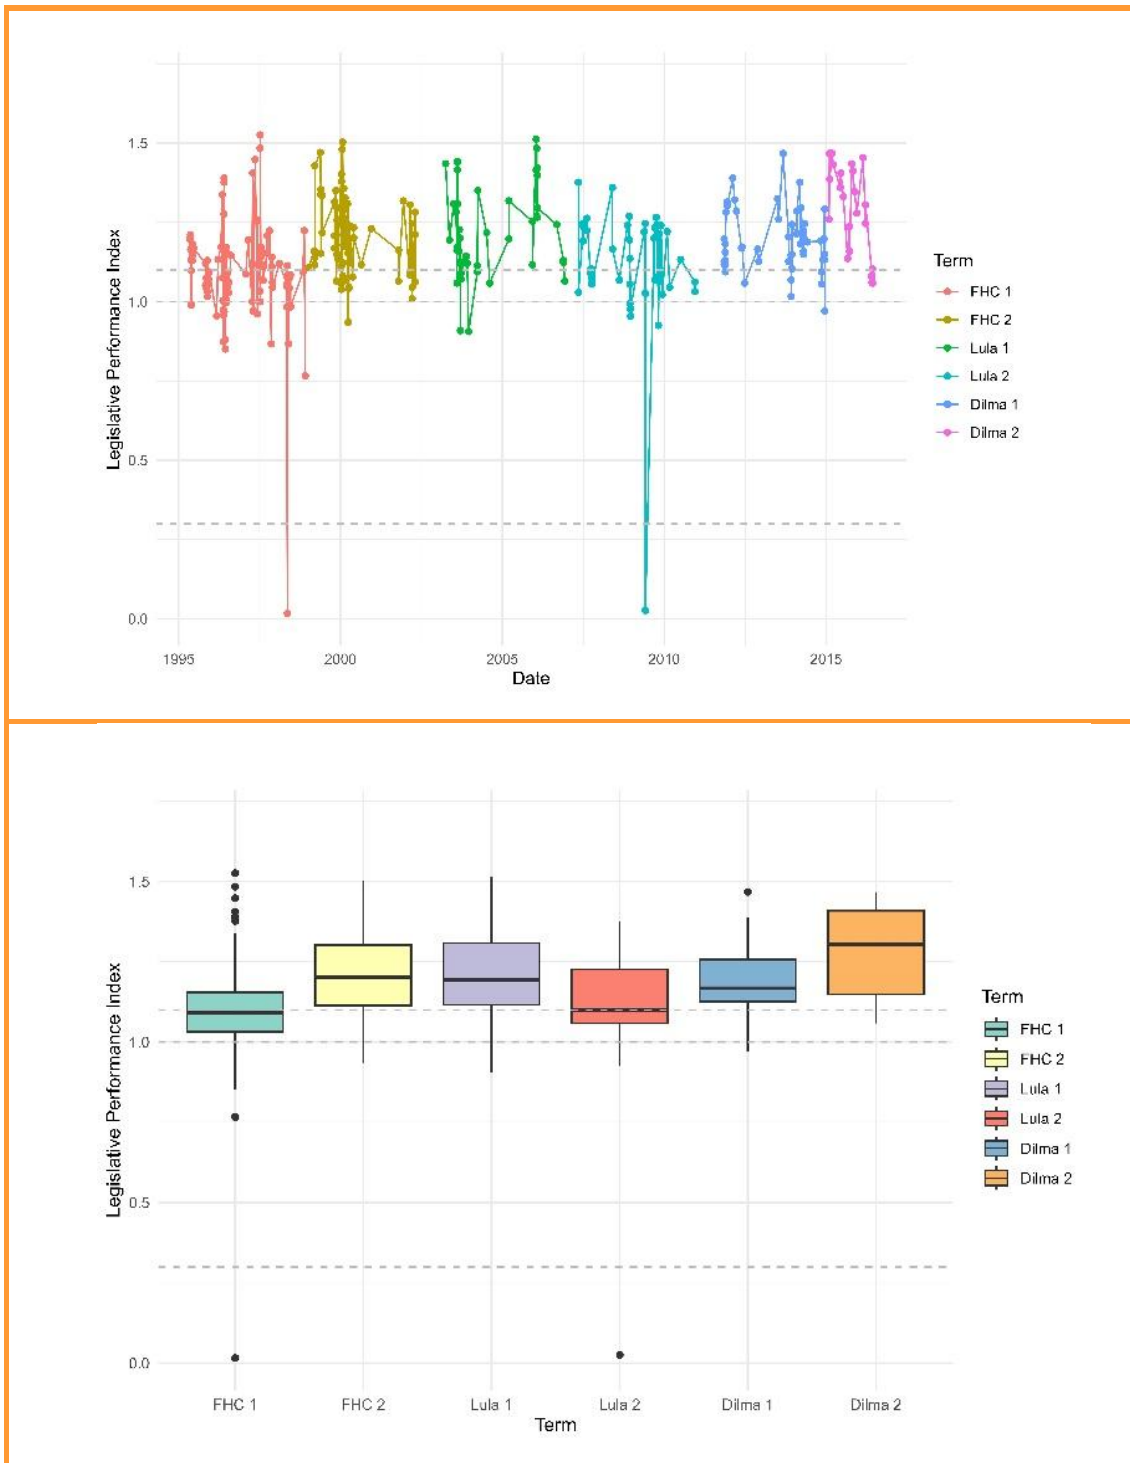 1.5
1.0
0.5
0.0
Legislative Performance Index
1995 2000 2005 2010 2015
Date
Term
FHC 1
FHC 2
Lula 1
Lula 2
Dilma 1
Dilma 2
1.5
1.0
0.5
0.0
Legislative Performance Index
FHC 1 FHC 2 Lula 1 Lula 2 Dilma 1 Dilma 2
Term
Term
FHC 1
FHC 2
Lula 1
Lula 2
Dilma 1
Dilma 2